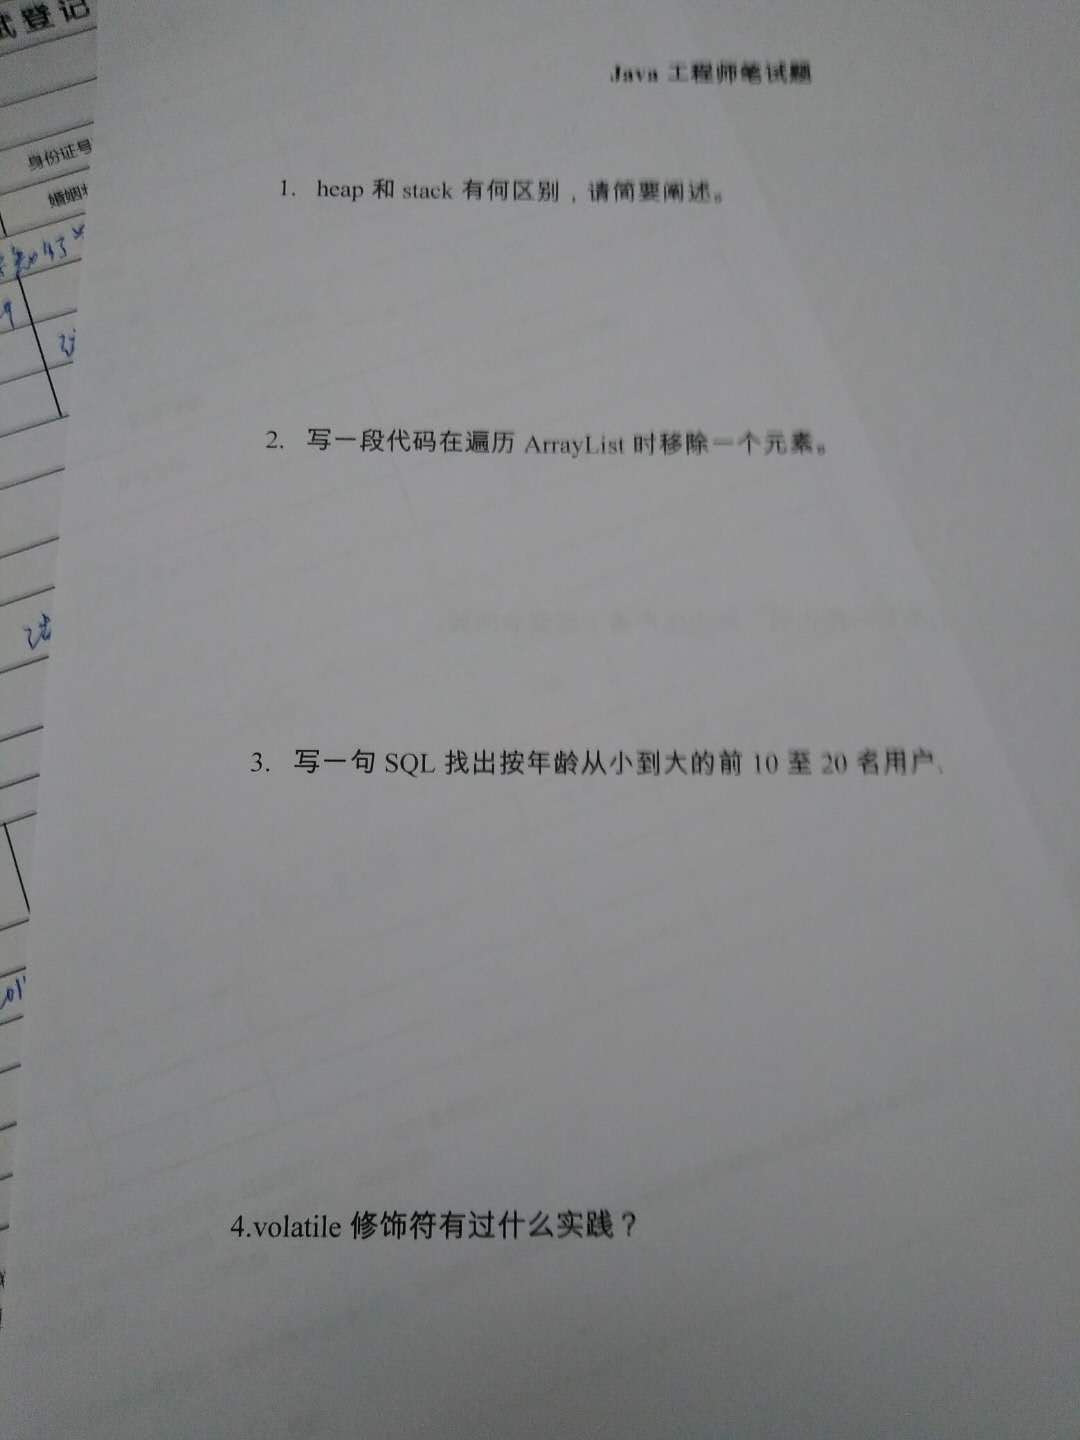 试登记
身份证号
婚姻
Java 工程师笔试题
1. heap 和 stack 有何区别，请简要阐述。
2. 写一段代码在遍历 ArrayList 时移除一个元素。
3. 写一句 SQL 找出按年龄从小到大的前 10 至 20 名用户、
4.volatile 修饰符有过什么实践？